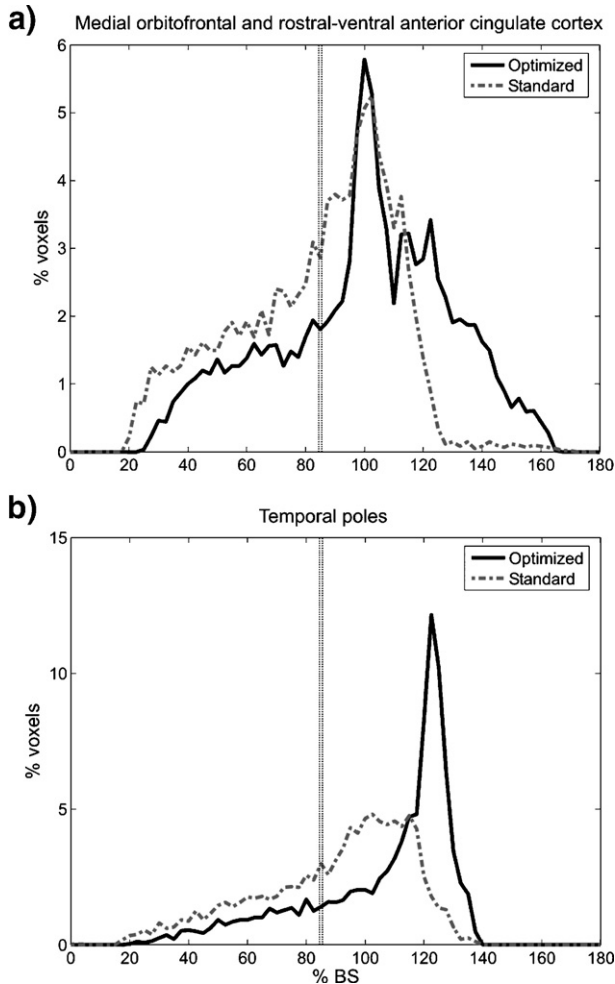 a)
Medial orbitofrontal and rostral-ventral anterior cingulate cortex
6
5
4
3
2
1
0
% voxels
Optimized
Standard
0 20 40 60 80 100 120 140 160 180
b)
Temporal poles
15
10
5
0
% voxels
Optimized
Standard
0 20 40 60 80 100 120 140 160 180
% BS